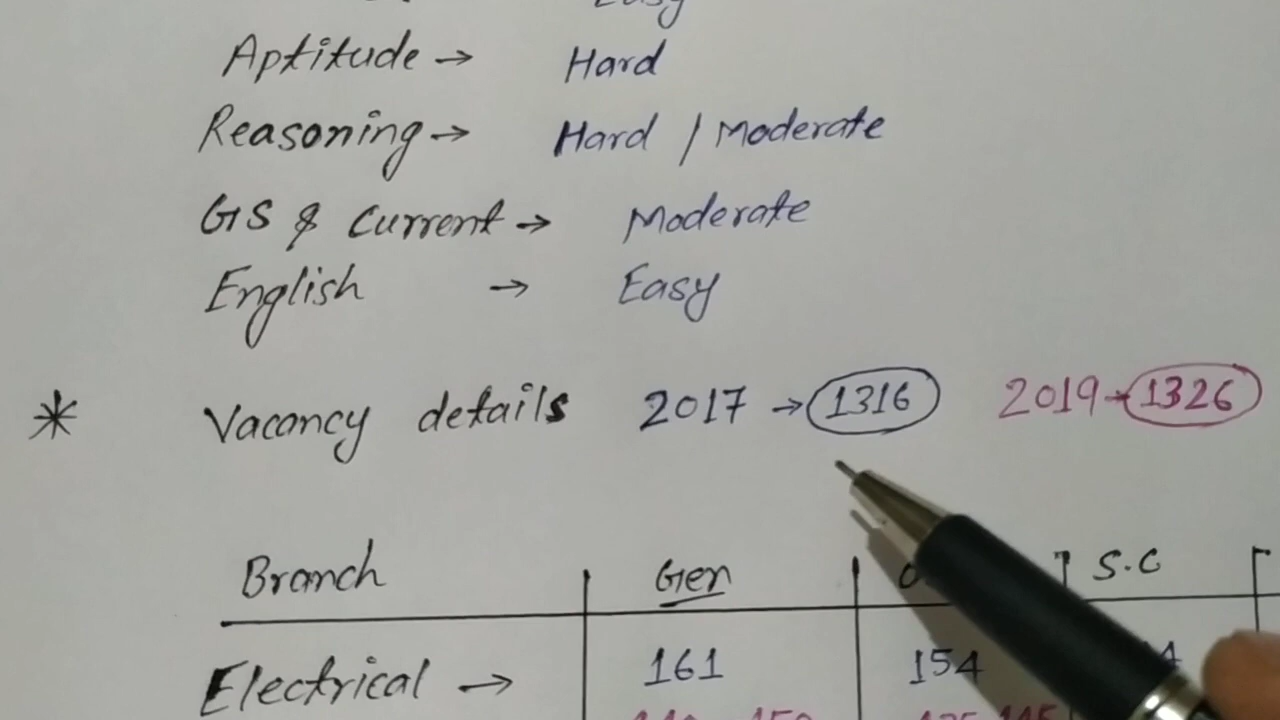 Easy
Aptitude → Hard
Reasoning → Hard / Moderate
GS & Current → Moderate
English → Easy
* Vacancy details 2017 → 1316 2019 → 1326
Branch Gen S.C
Electrical → 161 154